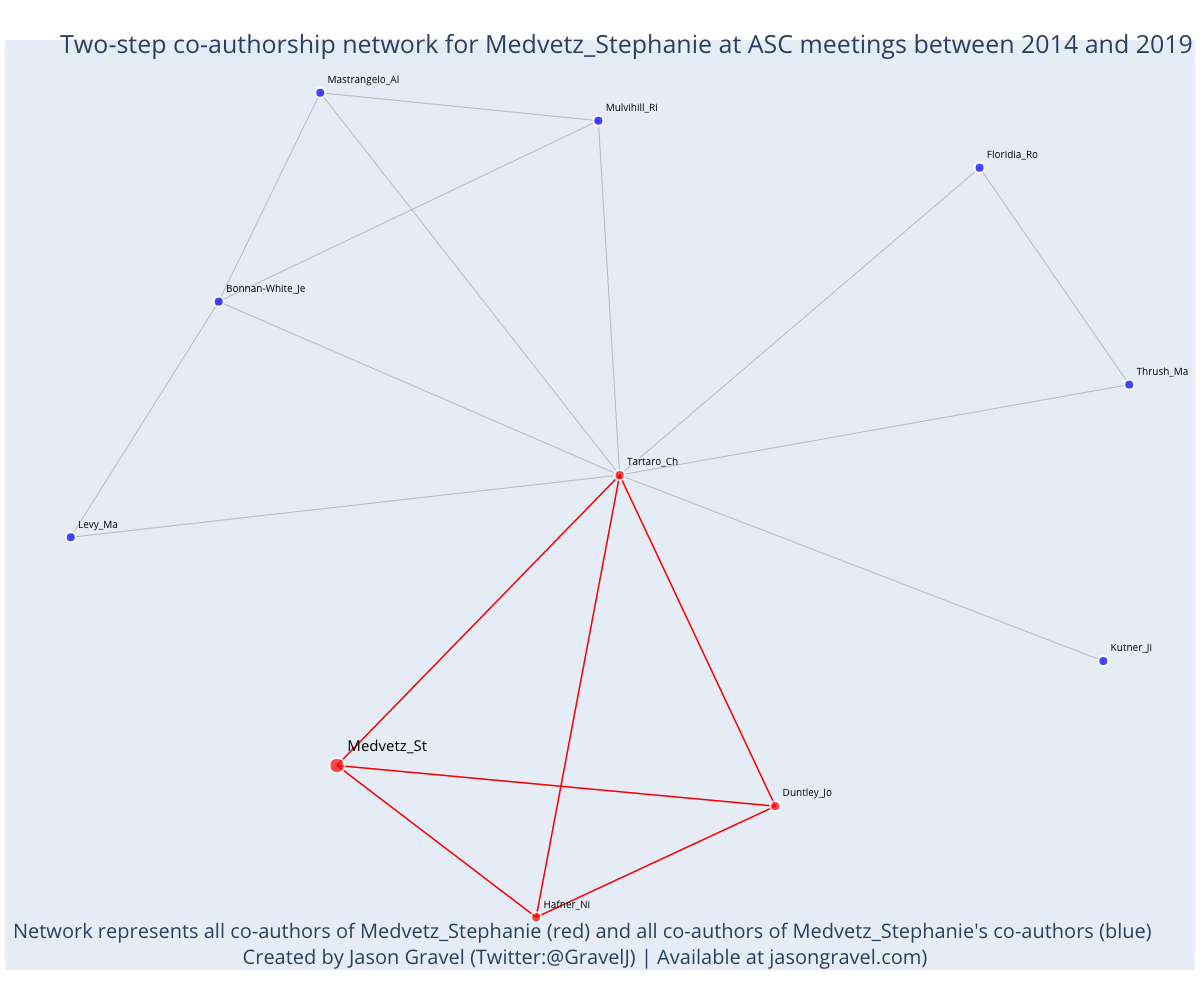 Two-step co-authorship network for Medvetz_Stephanie at ASC meetings between 2014 and 2019
Mastrangelo_Al
Mulvihill_Ri
Floridia_Ro
Bonnan-White_Je
Thrush_Ma
Tartaro_Ch
Levy_Ma
Kutner_Ji
Medvetz_St
Duntley_Jo
Hafner_Ni
Network represents all co-authors of Medvetz_Stephanie (red) and all co-authors of Medvetz_Stephanie's co-authors (blue)
Created by Jason Gravel (Twitter:@GravelJ) | Available at jasongravel.com)